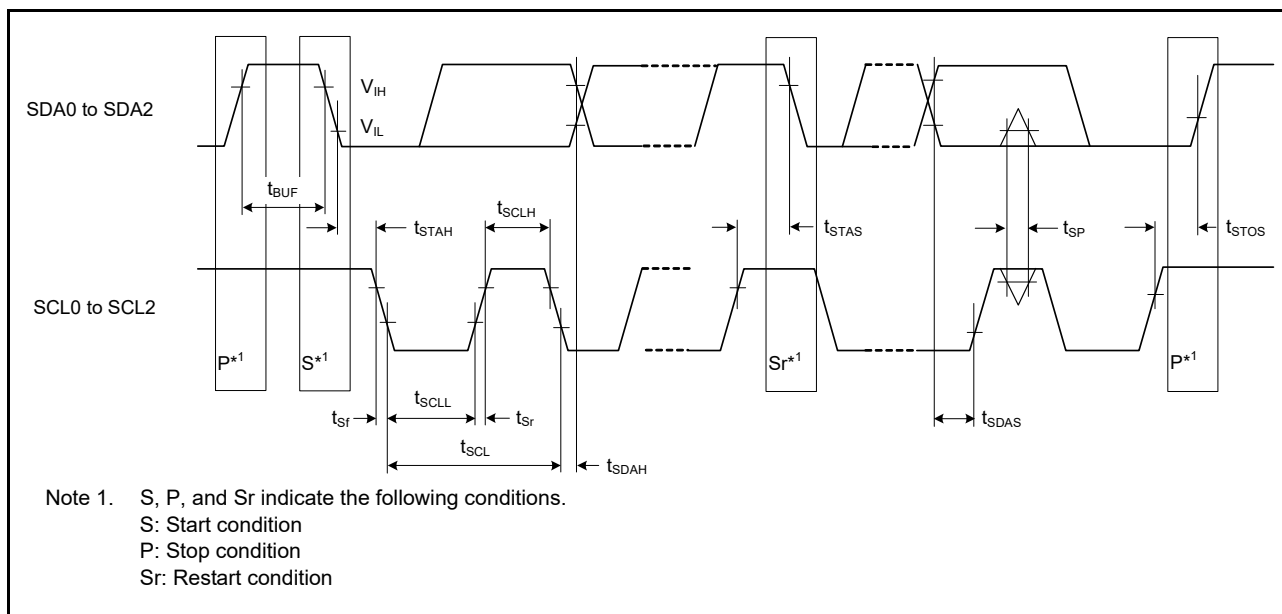 SDA0 to SDA2
VIH
VIL
tBUF
tSTAH
tSCLH
tSTAS
tSP
tSTOS
SCL0 to SCL2
P*1
S*1
Sr*1
P*1
tSf
tSCLL
tSr
tSDAS
tSCL
tSDAH
Note 1. S, P, and Sr indicate the following conditions.
S: Start condition
P: Stop condition
Sr: Restart condition